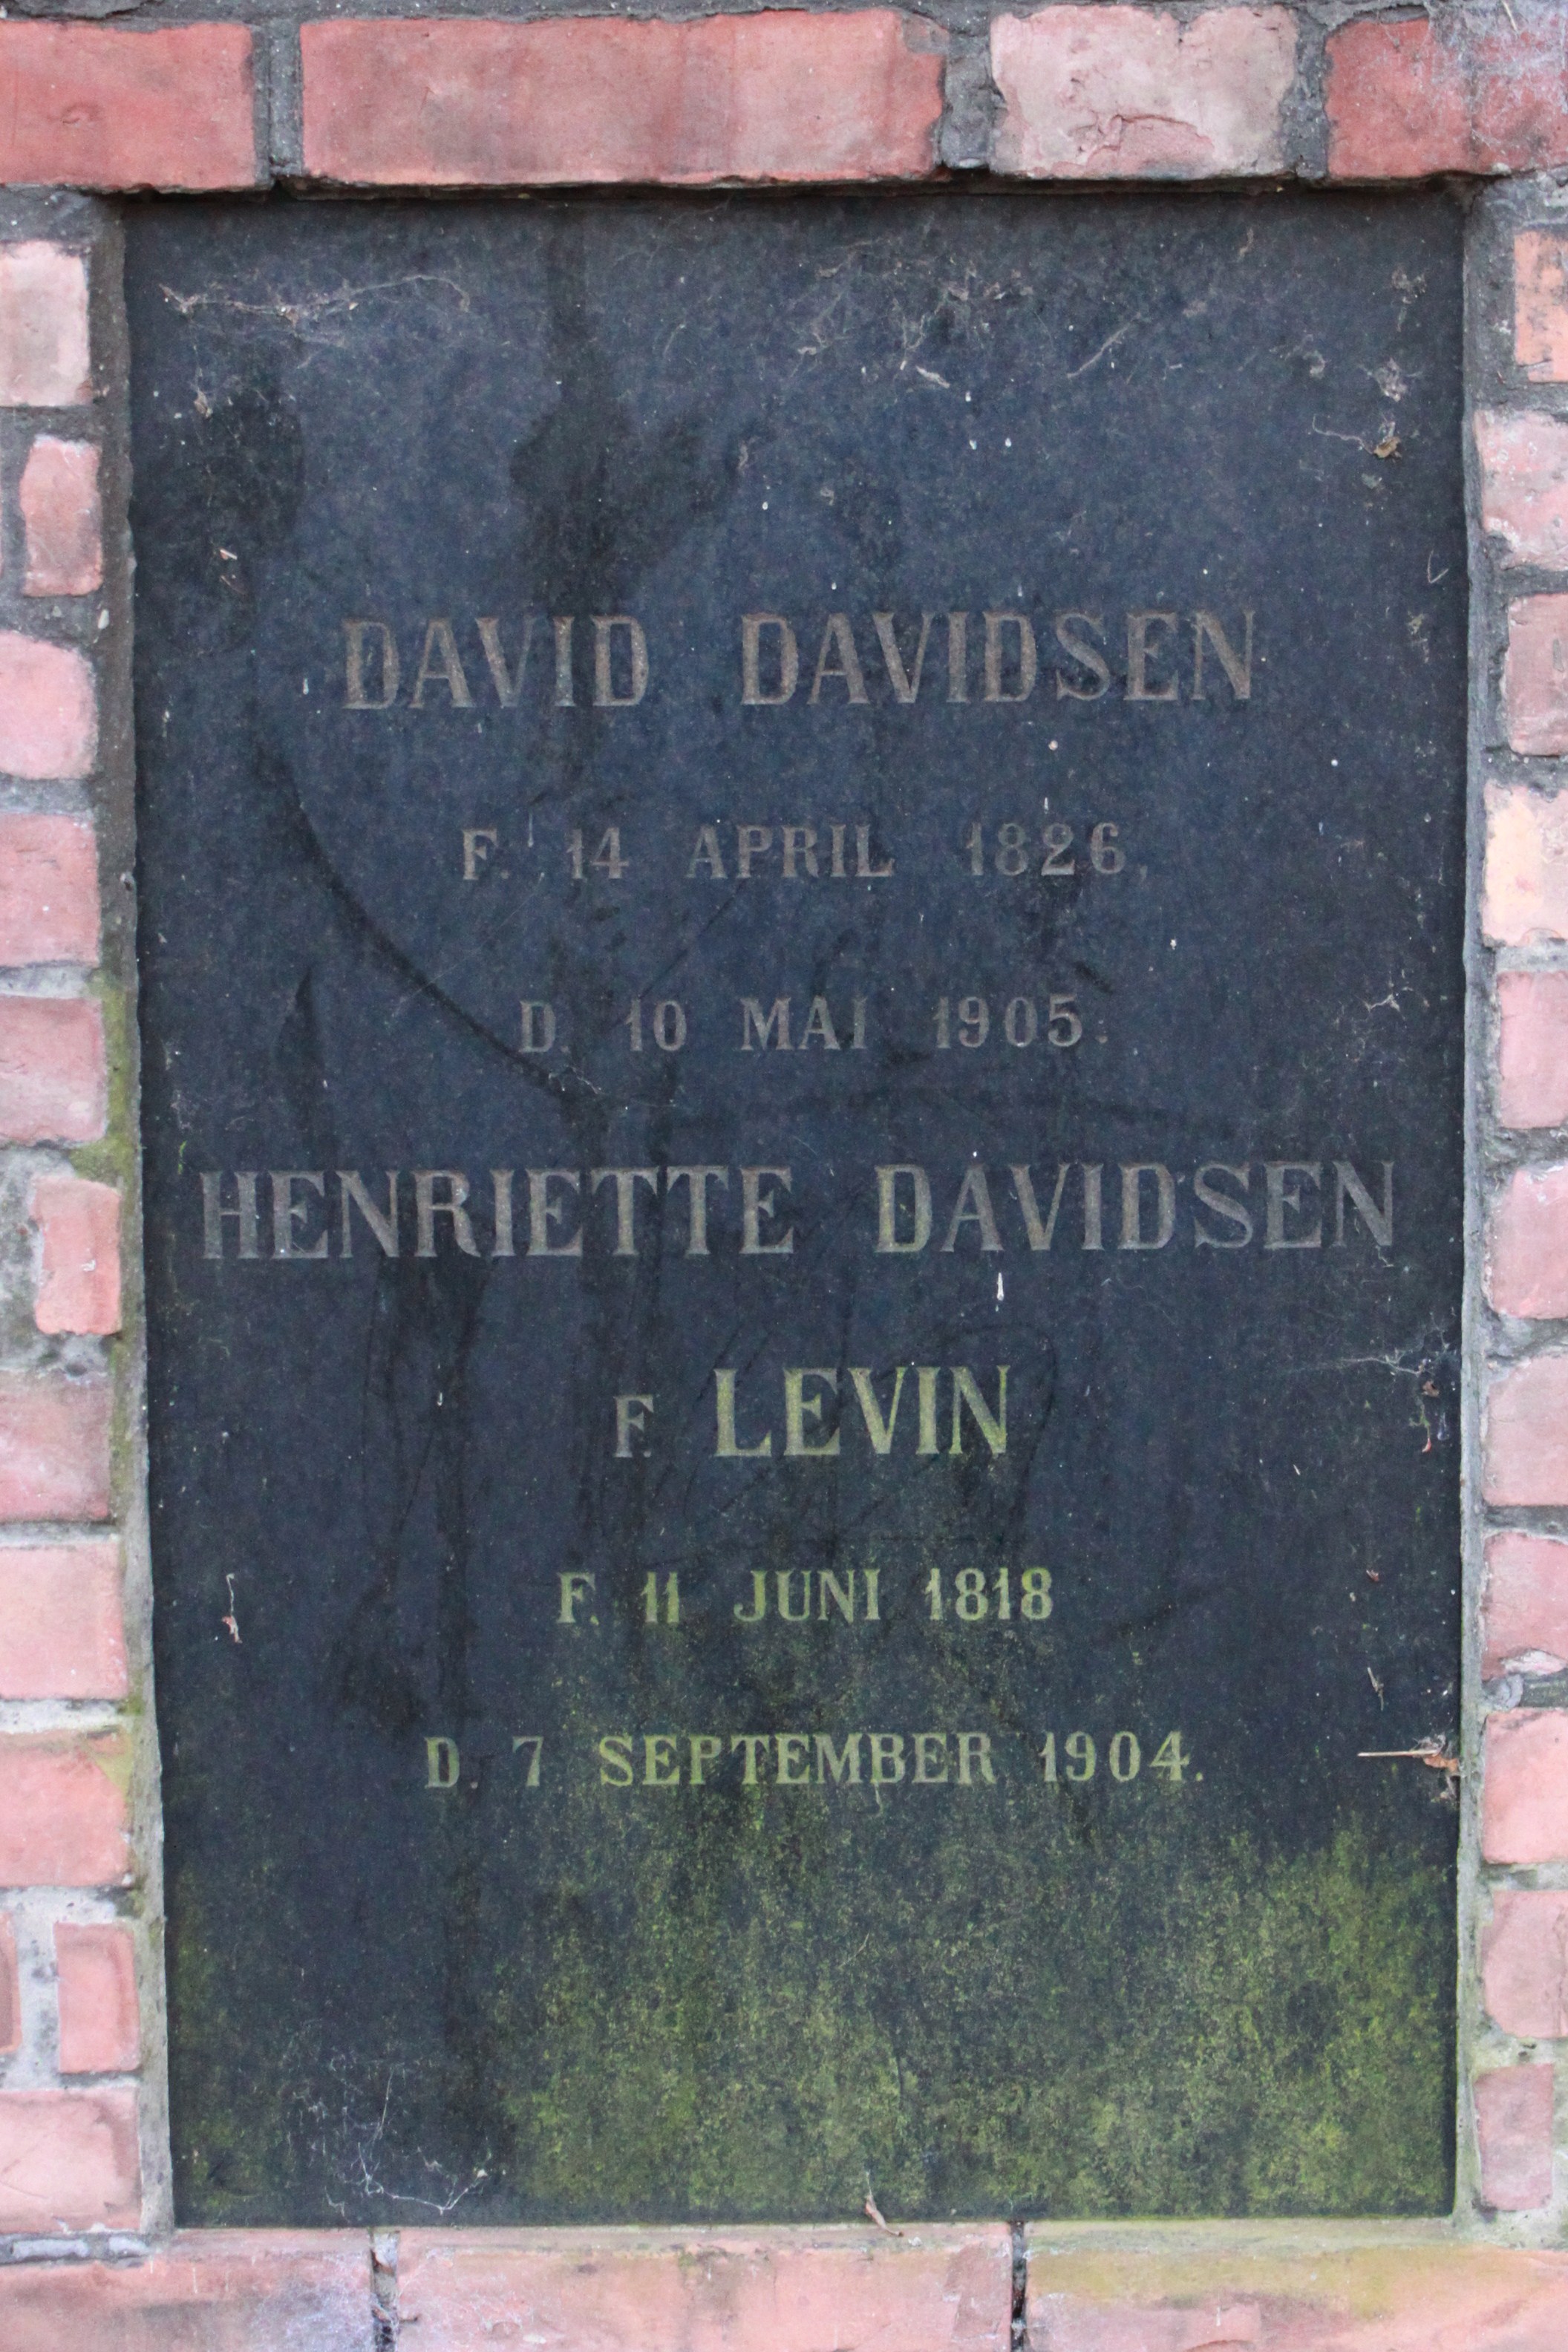 DAVID DAVIDSEN
F. 14 APRIL 1826,
D. 10 MAI 1905.
HENRIETTE DAVIDSEN
F. LEVIN
F. 11 JUNI 1818
D. 7 SEPTEMBER 1904.